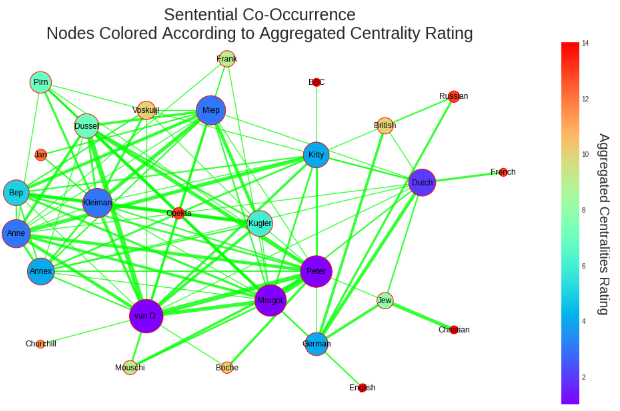 Sentential Co-Occurrence
Nodes Colored According to Aggregated Centrality Rating
Frank
Pirn
BBC
Russian
Voskuijl
Miep
Dussel
British
Jan
Kitty
French
Dutch
Bep
Kleiman
Opekta
Kugler
Anne
Annex
Peter
Margot
Jew
van D.
Christian
Churchill
German
Mouschi
Boche
English
14
12
10
8
6
4
2
Aggregated Centralities Rating